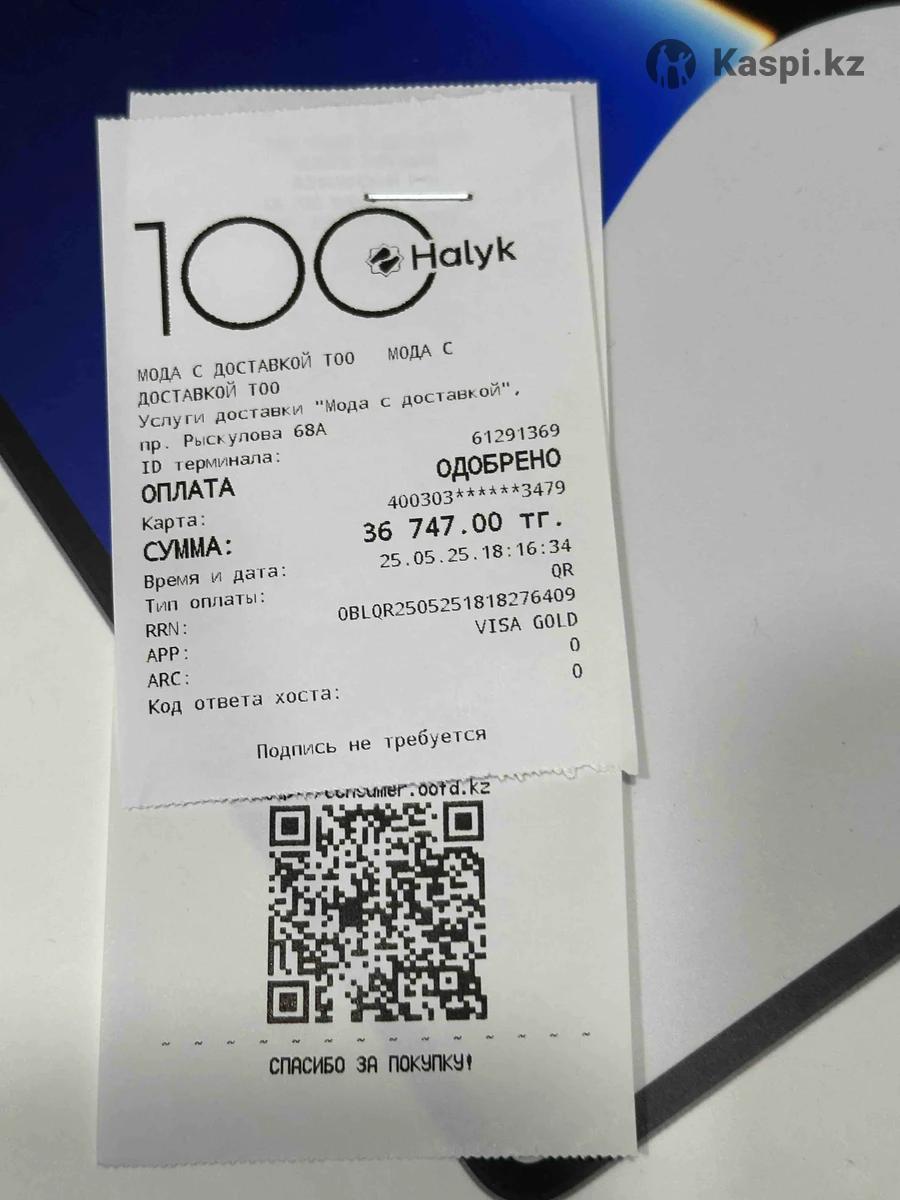 Kaspi.kz
100 Halyk
МОДА С ДОСТАВКОЙ ТОО МОДА С
ДОСТАВКОЙ ТОО
Услуги доставки "Мода с доставкой",
пр. Рыскулова 68А
ID терминала: 61291369
ОПЛАТА ОДОБРЕНО
Карта: 400303******3479
СУММА: 36 747.00 тг.
Время и дата: 25.05.25.18:16:34
Тип оплаты: QR
RRN: OBLQR2505251818276409
APP: VISA GOLD
ARC: 0
Код ответа хоста: 0
Подпись не требуется
consumer.oofd.kz
СПАСИБО ЗА ПОКУПКУ!